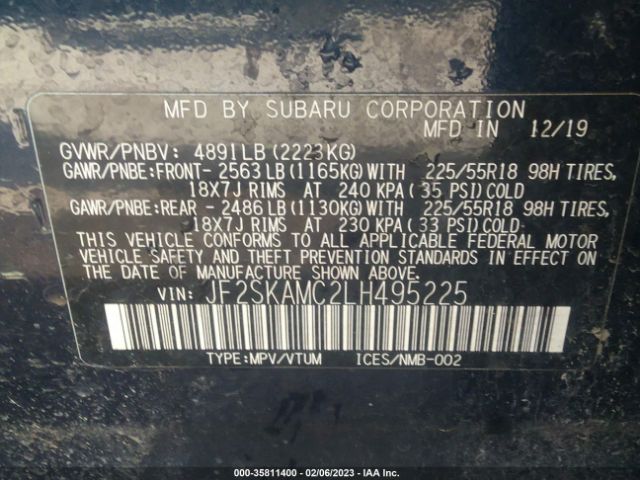 MFD BY SUBARU CORPORATION
MFD IN 12/19
GVWR/PNBV: 4891LB (2223KG)
GAWR/PNBE:FRONT- 2563 LB (1165KG) WITH 225/55R18 98H TIRES,
18X7J RIMS AT 240 KPA ( 35 PSI) COLD
GAWR/PNBE:REAR - 2486 LB (1130KG) WITH 225/55R18 98H TIRES,
18X7J RIMS AT 230 KPA ( 33 PSI) COLD
THIS VEHICLE CONFORMS TO ALL APPLICABLE FEDERAL MOTOR
VEHICLE SAFETY AND THEFT PREVENTION STANDARDS IN EFFECT
ON THE DATE OF MANUFACTURE SHOWN ABOVE.
VIN: JF2SKAMC2LH495225
TYPE:MPV/VTUM ICES/NMB-002
000-35811400 - 02/06/2023 - IAA Inc.